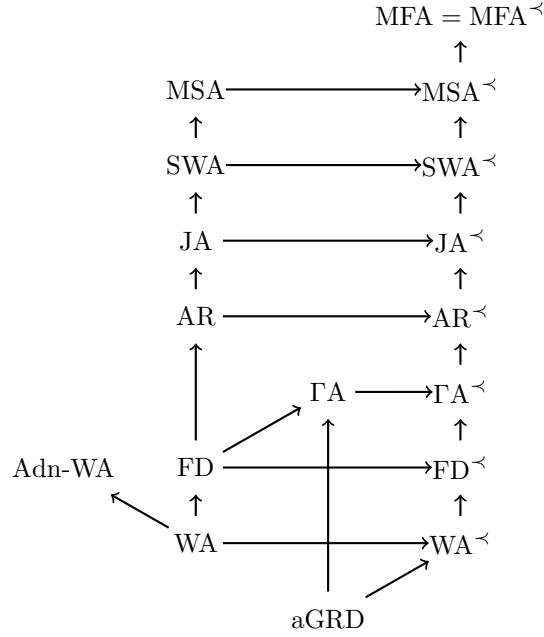 MFA = MFA≺
MSA MSA≺
SWA SWA≺
JA JA≺
AR AR≺
ΓA ΓA≺
Adn-WA FD FD≺
WA WA≺
aGRD